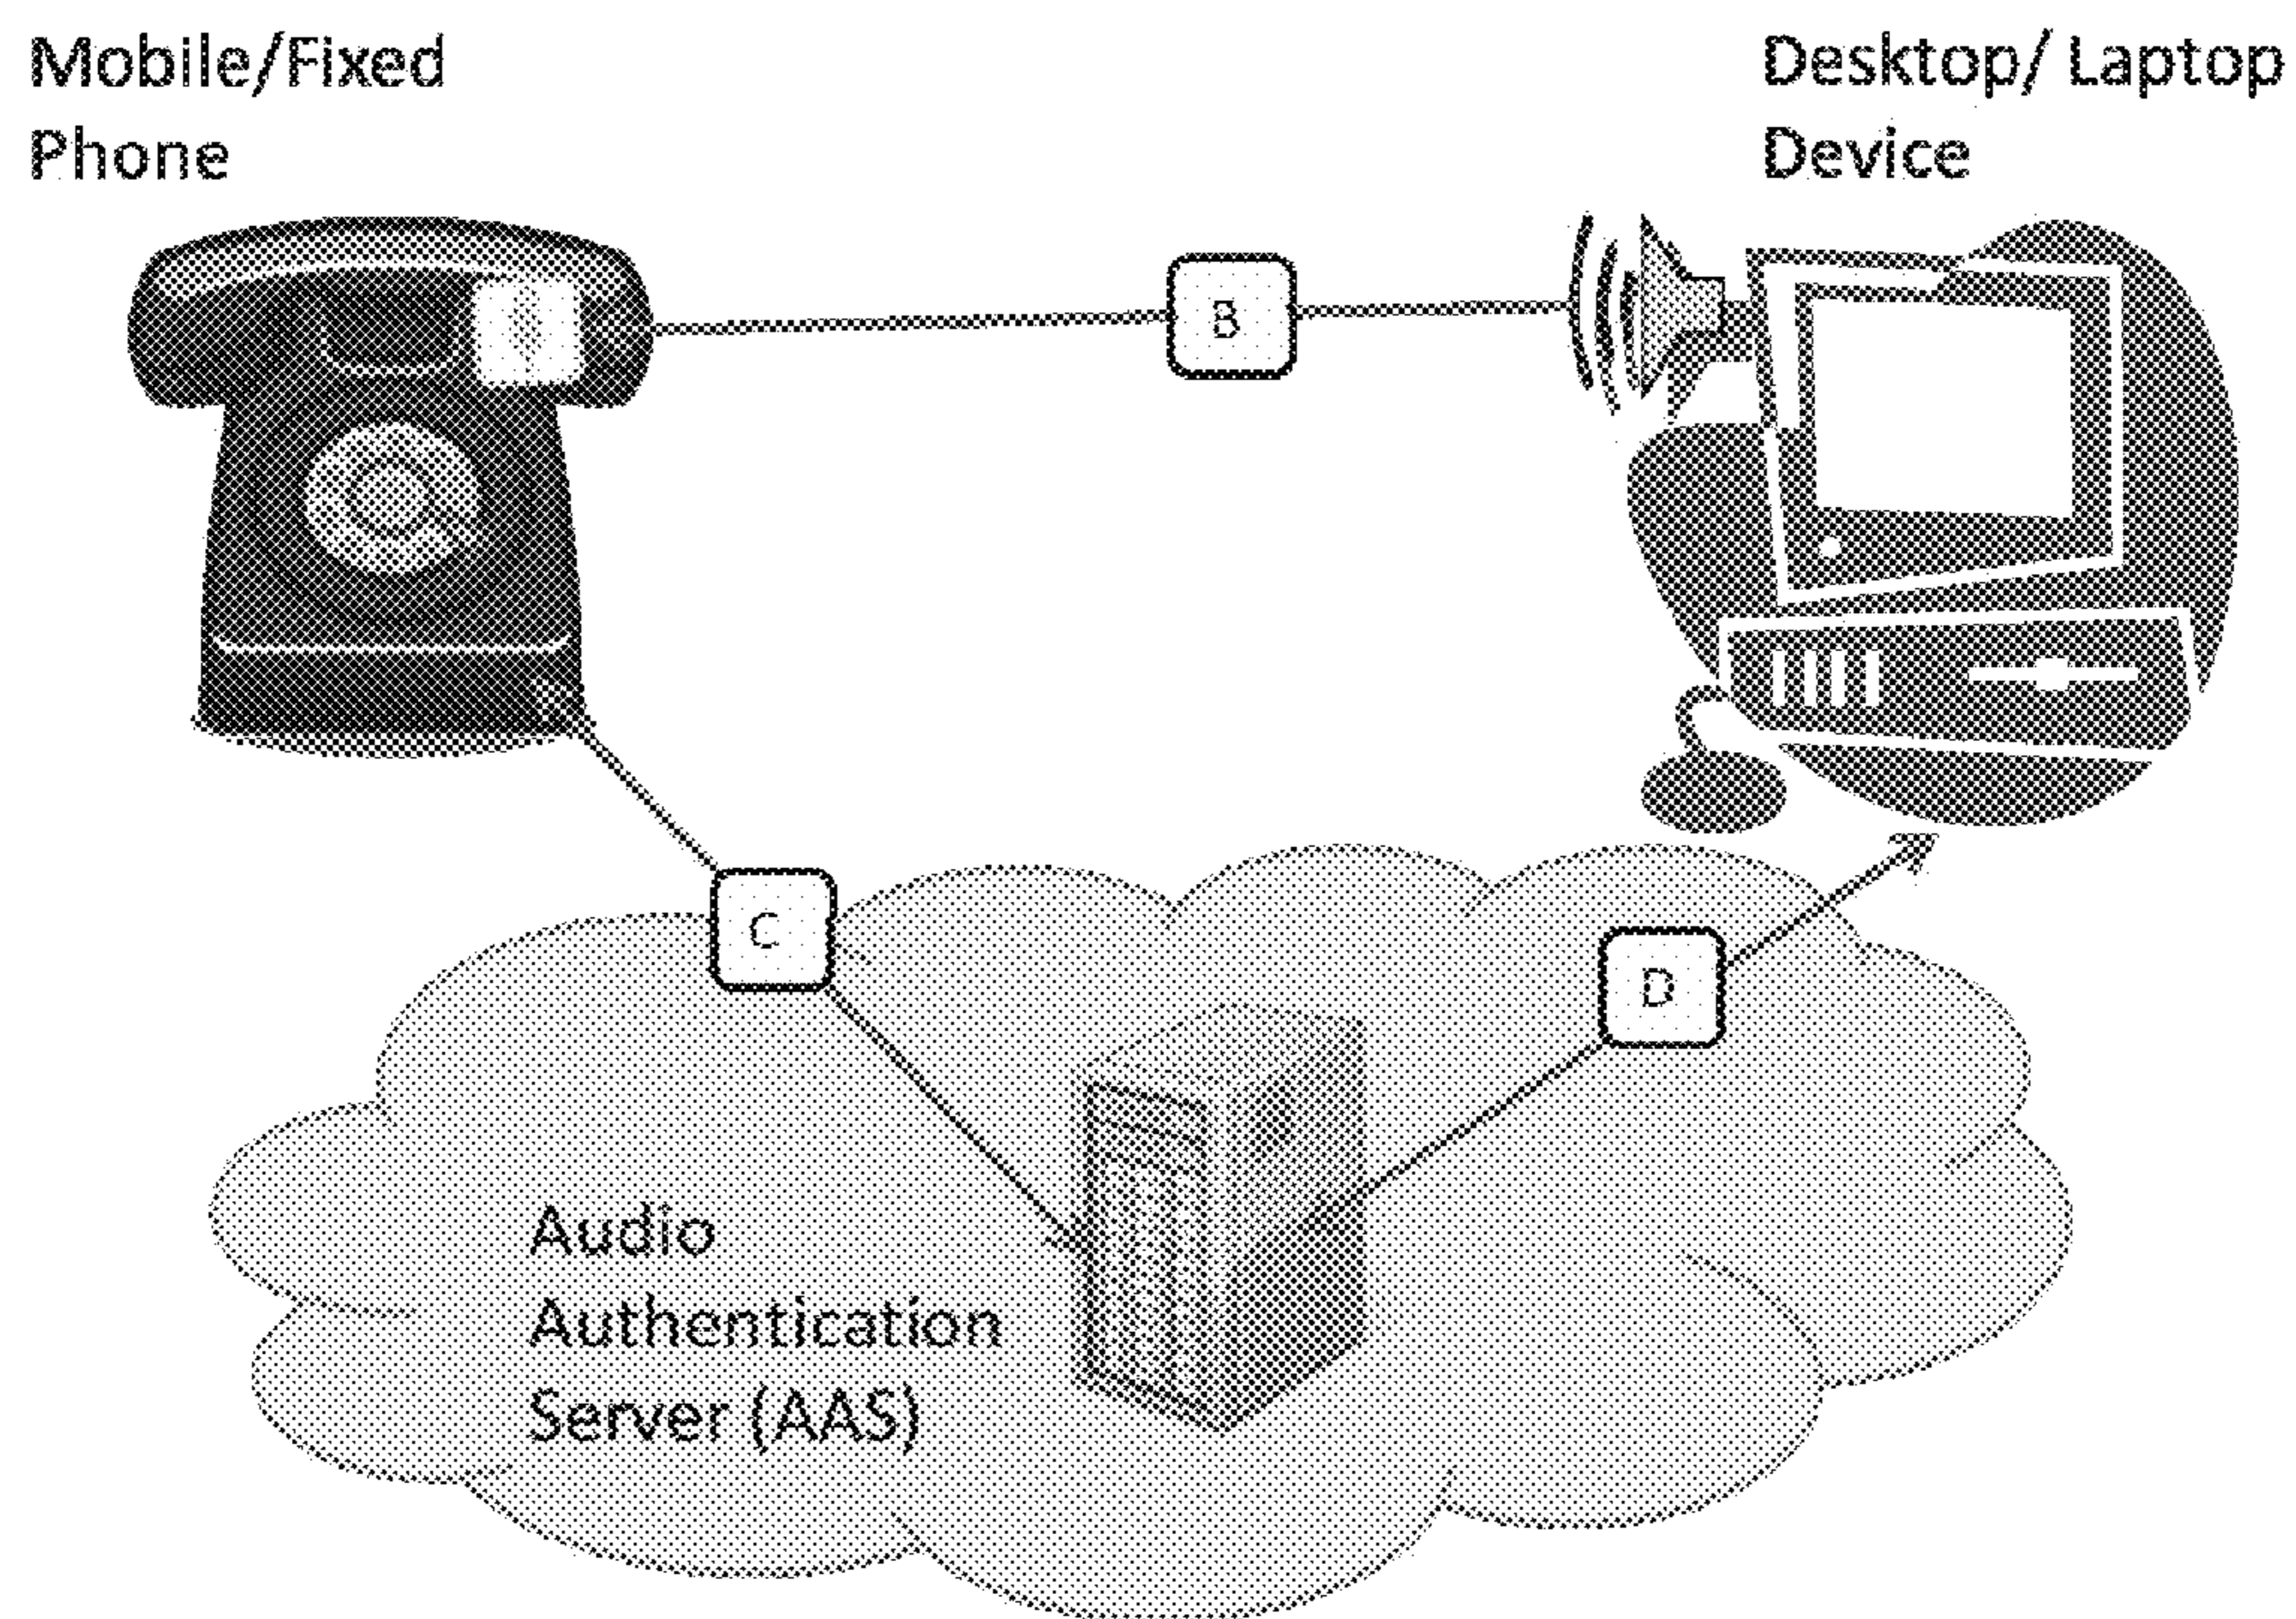 Mobile/Fixed
Phone
Desktop/ Laptop
Device
B
C
D
Audio
Authentication
Server (AAS)